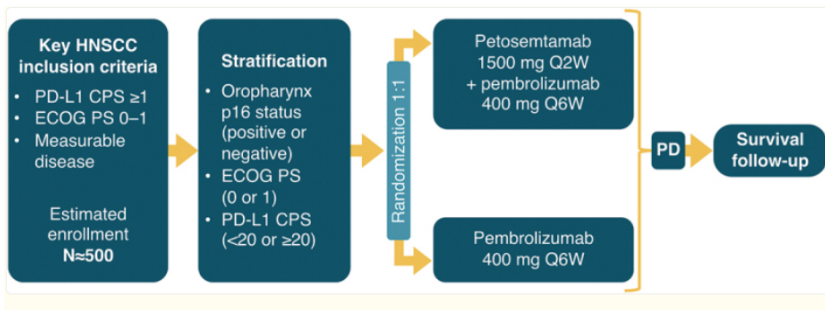 Key HNSCC
inclusion criteria
• PD-L1 CPS ≥1
• ECOG PS 0–1
• Measurable
disease
Estimated
enrollment
N≈500
Stratification
• Oropharynx
p16 status
(positive or
negative)
• ECOG PS
(0 or 1)
• PD-L1 CPS
(<20 or ≥20)
Randomization 1:1
Petosemtamab
1500 mg Q2W
+ pembrolizumab
400 mg Q6W
Pembrolizumab
400 mg Q6W
PD
Survival
follow-up